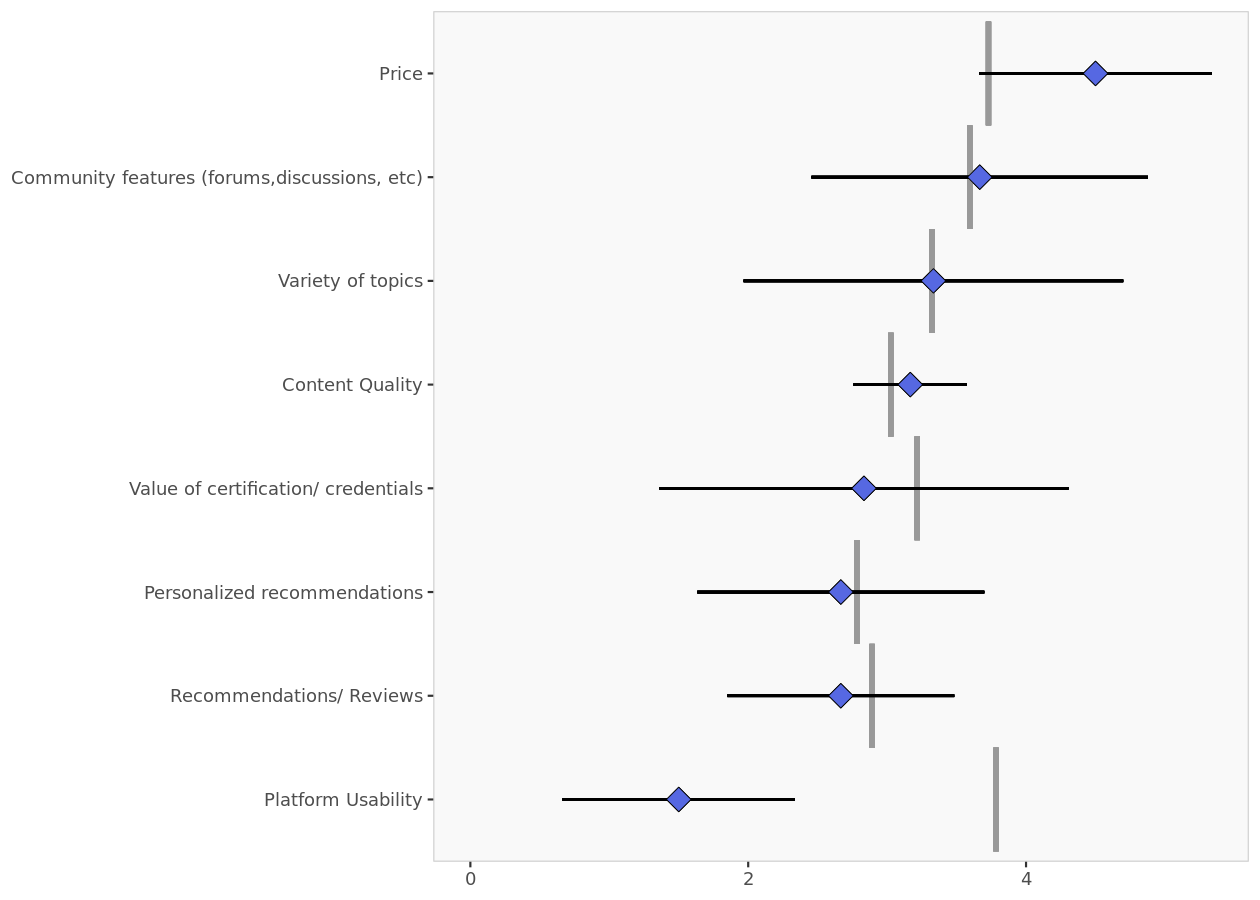 Price
Community features (forums,discussions, etc)
Variety of topics
Content Quality
Value of certification/ credentials
Personalized recommendations
Recommendations/ Reviews
Platform Usability
0 2 4